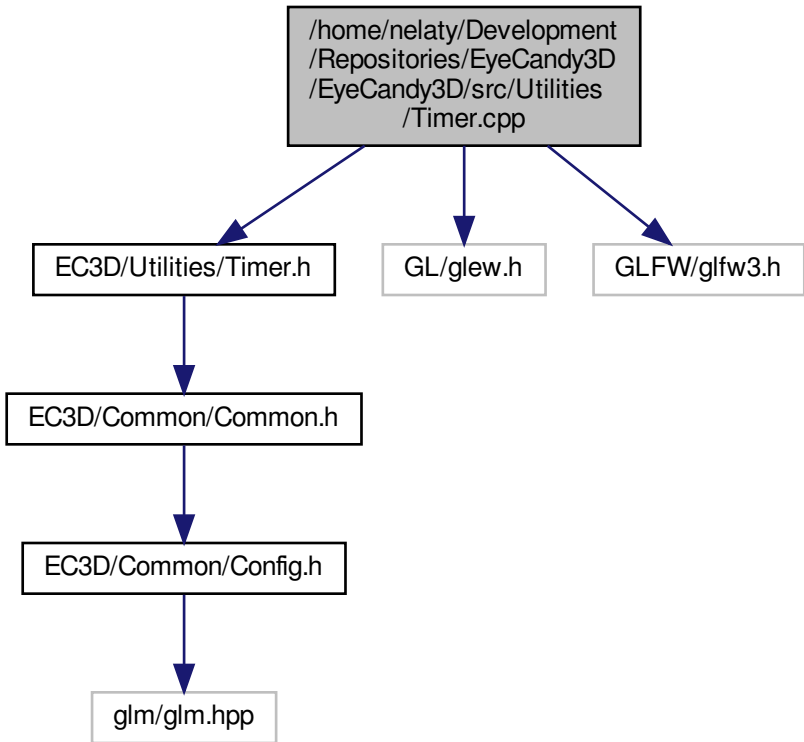 /home/nelaty/Development
/Repositories/EyeCandy3D
/EyeCandy3D/src/Utilities
/Timer.cpp
EC3D/Utilities/Timer.h
GL/glew.h
GLFW/glfw3.h
EC3D/Common/Common.h
EC3D/Common/Config.h
glm/glm.hpp